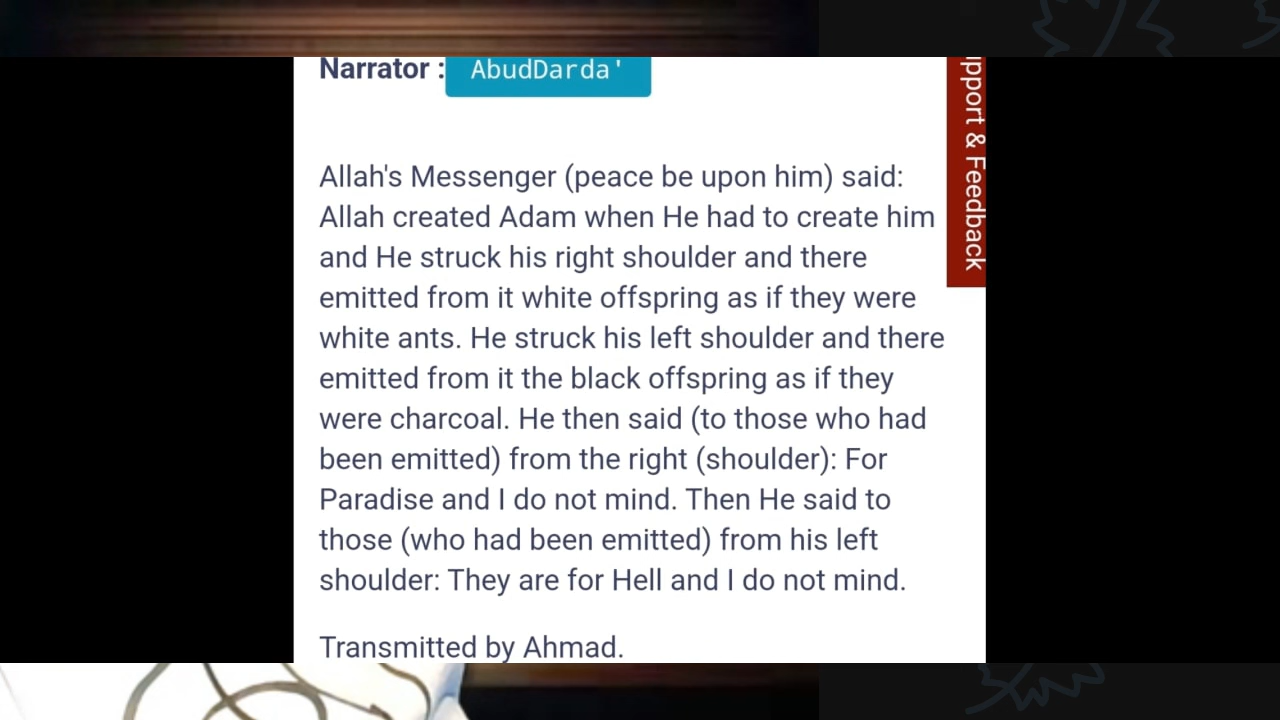 Narrator : AbudDarda'
pport & Feedback
Allah's Messenger (peace be upon him) said:
Allah created Adam when He had to create him
and He struck his right shoulder and there
emitted from it white offspring as if they were
white ants. He struck his left shoulder and there
emitted from it the black offspring as if they
were charcoal. He then said (to those who had
been emitted) from the right (shoulder): For
Paradise and I do not mind. Then He said to
those (who had been emitted) from his left
shoulder: They are for Hell and I do not mind.
Transmitted by Ahmad.